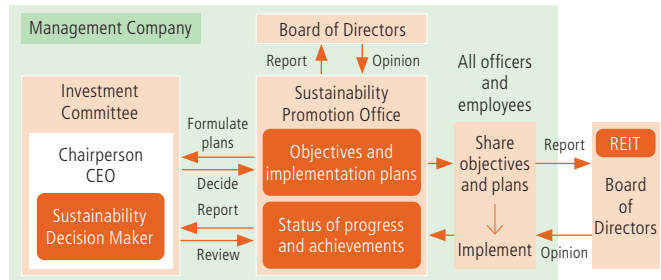 Management Company
Board of Directors
Report
Opinion
Investment
Committee
Chairperson
CEO
Sustainability
Decision Maker
Formulate
plans
Decide
Report
Review
Sustainability
Promotion Office
Objectives and
implementation plans
Status of progress
and achievements
All officers
and
employees
Share
objectives
and plans
Implement
Report
Opinion
REIT
Board
of
Directors